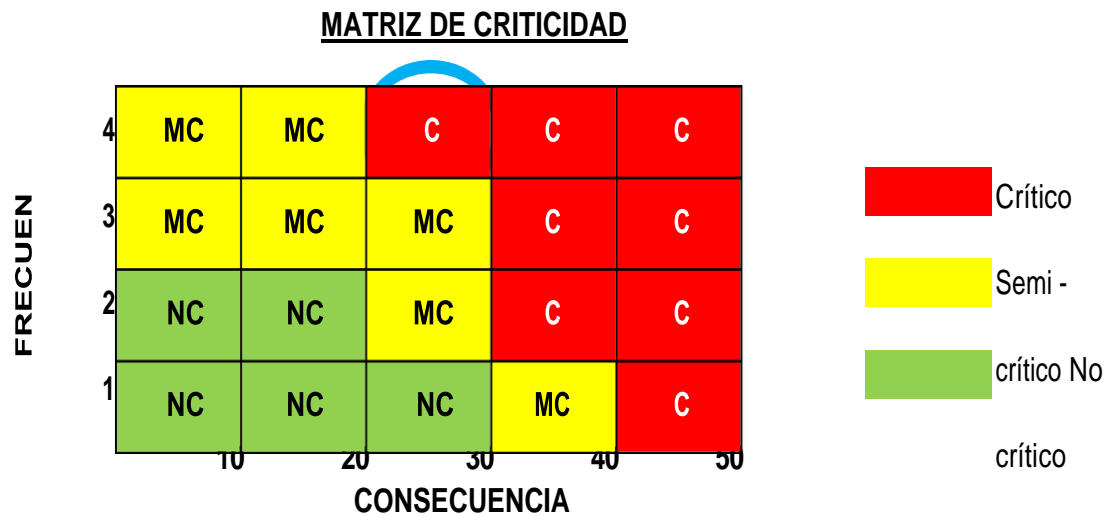 MATRIZ DE CRITICIDAD
FRECUEN
4 MC MC C C C
3 MC MC MC C C
2 NC NC MC C C
1 NC NC NC MC C
10 20 30 40 50
CONSECUENCIA
Crítico
Semi -
crítico No
crítico